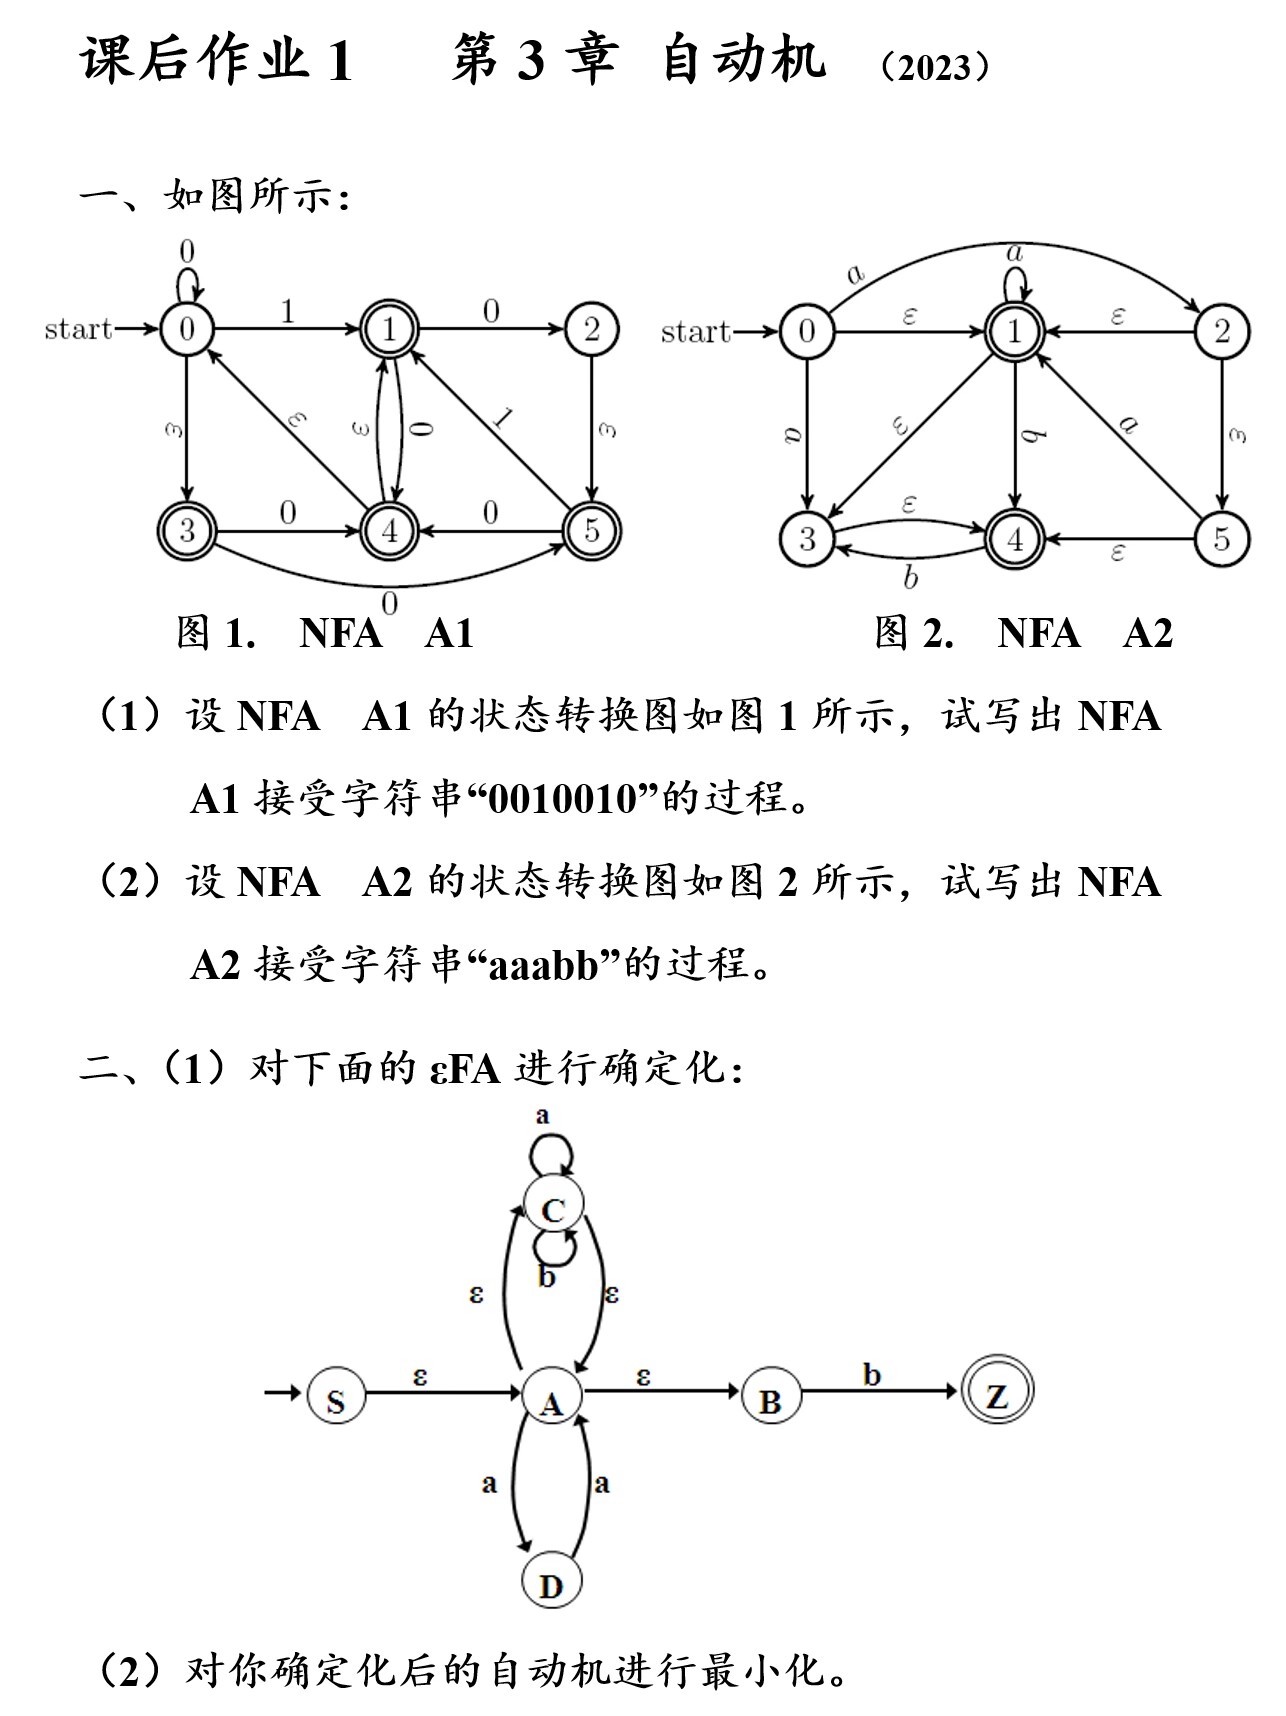 课后作业1 第3章 自动机 （2023）
一、如图所示：
0
start 0 1 1 0 2
ε ε ε 0 1 ε
3 0 4 0 5
0
a a
start 0 ε 1 ε 2
a ε b a ε
3 ε 4 ε 5
b
图1. NFA A1 图2. NFA A2
（1）设 NFA A1 的状态转换图如图 1 所示，试写出 NFA
A1 接受字符串“0010010”的过程。
（2）设 NFA A2 的状态转换图如图 2 所示，试写出 NFA
A2 接受字符串“aaabb”的过程。
二、（1）对下面的 εFA 进行确定化：
a
C
b
ε ε
S ε A ε B b Z
a a
D
（2）对你确定化后的自动机进行最小化。